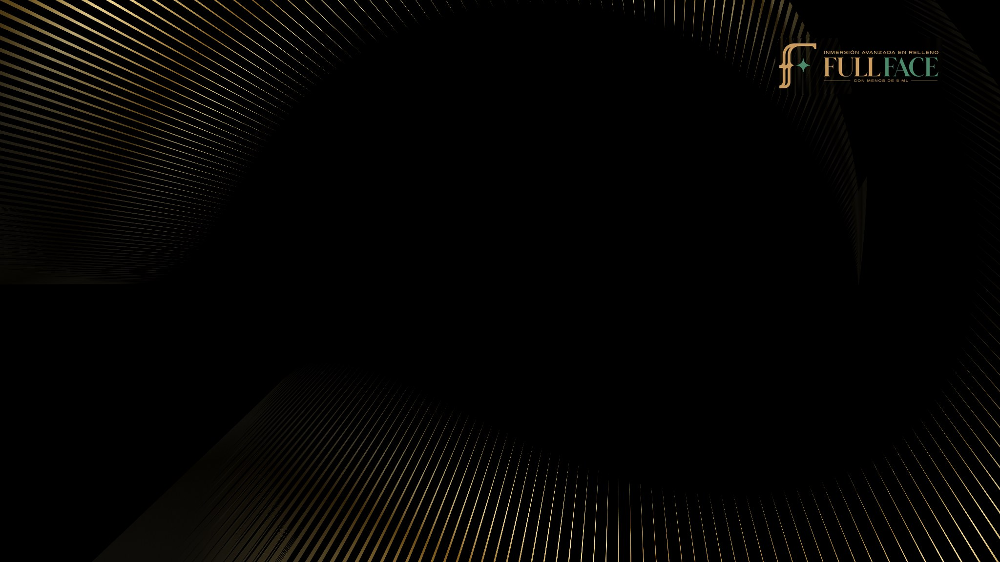 INMERSIÓN AVANZADA EN RELLENO
FULL FACE
CON MENOS DE 5 ML